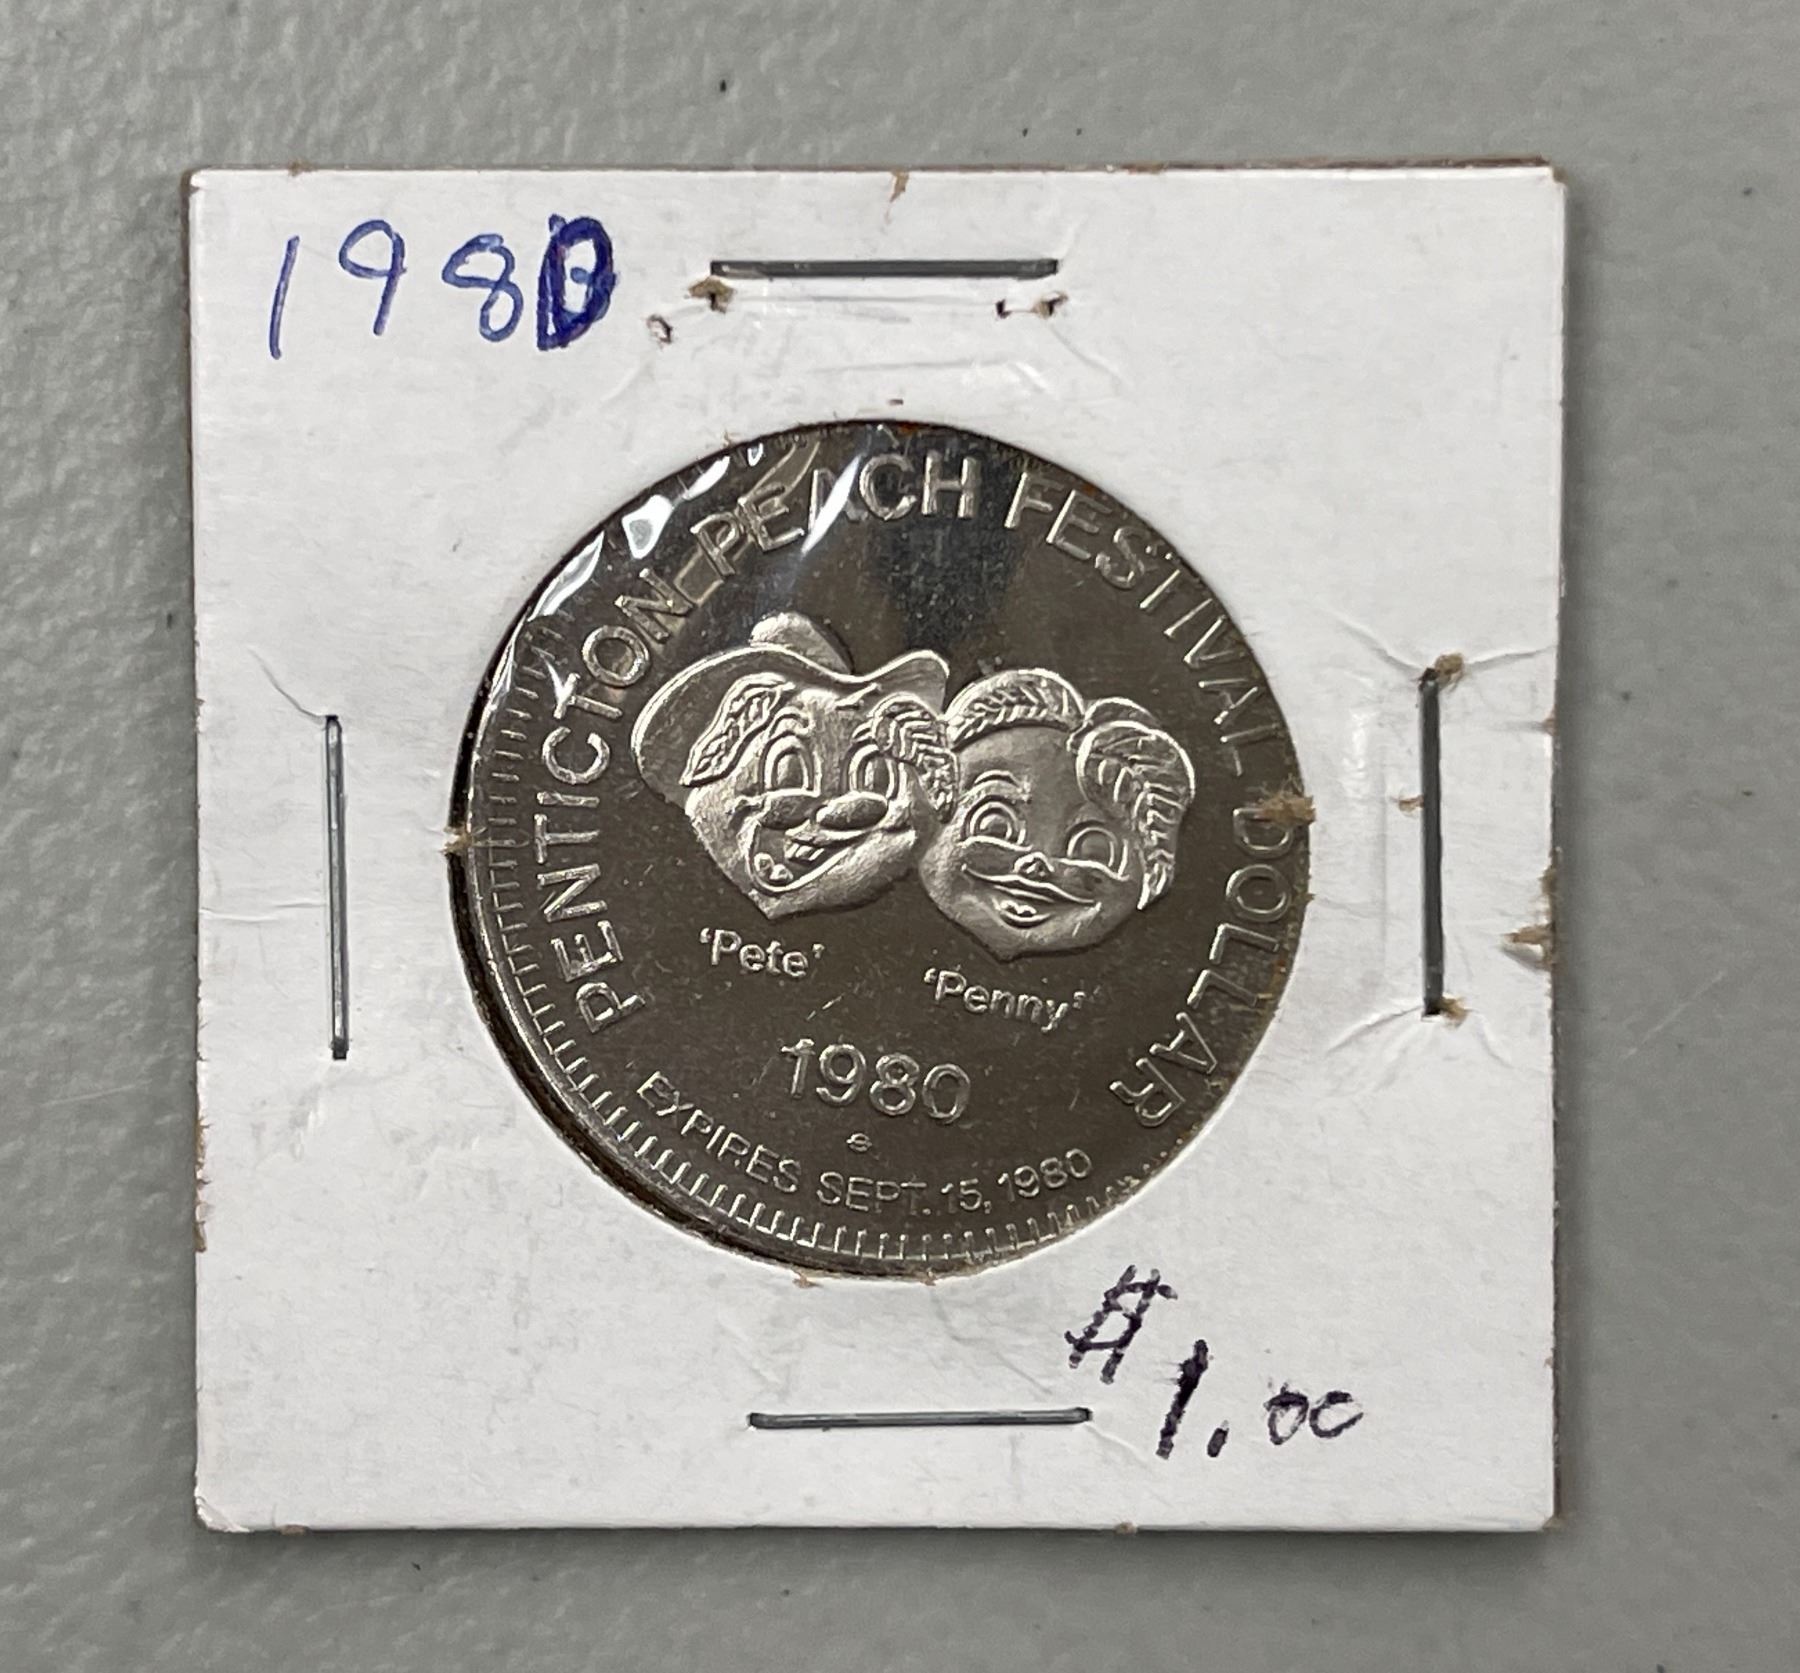 1980
PENTICTON PEACH FESTIVAL DOLLAR
'Pete'
'Penny'
1980
EXPIRES SEPT. 15, 1980
$1.00